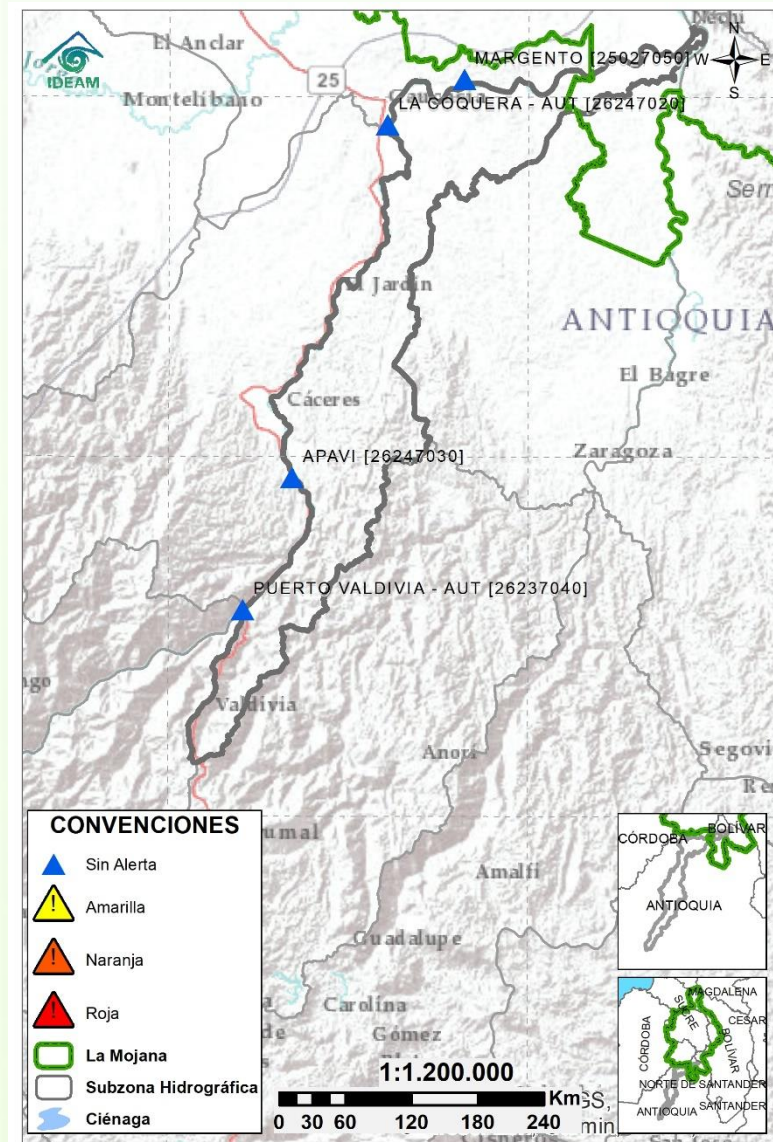 IDEAM
El Anclar
Nechí
N
W E
S
MARGENTO [25027050]
25
Montelíbano
LA COQUERA - AUT [26247020]
El Jardín
ANTIOQUIA
El Bagre
Cáceres
Zaragoza
APAVI [26247030]
PUERTO VALDIVIA - AUT [26237040]
Valdivia
Anorí
Amalfi
Guadalupe
Carolina
Gómez
CONVENCIONES
Sin Alerta
Amarilla
Naranja
Roja
La Mojana
Subzona Hidrográfica
Ciénaga
1:1.200.000
Km
0 30 60 120 180 240
CÓRDOBA
BOLÍVAR
ANTIOQUIA
MAGDALENA
SUCRE
CESAR
CÓRDOBA
BOLÍVAR
NORTE DE SANTANDER
SANTANDER
ANTIOQUIA